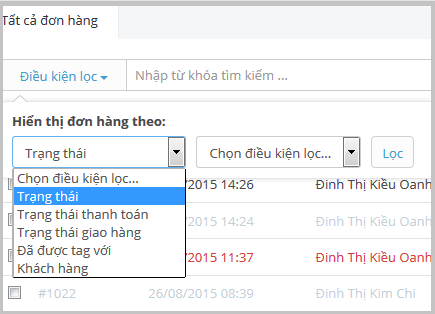 Tất cả đơn hàng
Điều kiện lọc
Nhập từ khóa tìm kiếm ...
Hiển thị đơn hàng theo:
Trạng thái
Chọn điều kiện lọc...
Lọc
Chọn điều kiện lọc...
Trạng thái
Trạng thái thanh toán
Trạng thái giao hàng
Đã được tag với
Khách hàng
/2015 14:26 Đinh Thị Kiều Oanh
/2015 14:24 Đinh Thị Kiều Oanh
/2015 11:37 Đinh Thị Kiều Oanh
#1022 26/08/2015 08:39 Đinh Thị Kim Chi